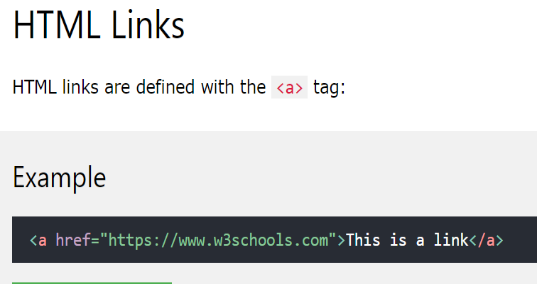 HTML Links
HTML links are defined with the <a> tag:
Example
<a href="https://www.w3schools.com">This is a link</a>